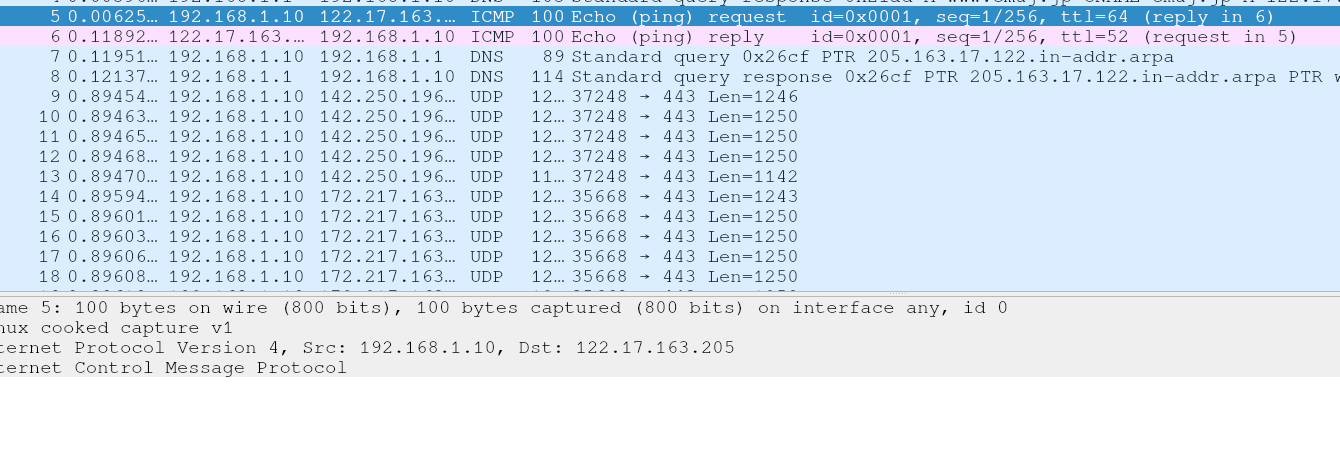 5 0.00625… 192.168.1.10 122.17.163.… ICMP 100 Echo (ping) request id=0x0001, seq=1/256, ttl=64 (reply in 6)
6 0.11892… 122.17.163.… 192.168.1.10 ICMP 100 Echo (ping) reply id=0x0001, seq=1/256, ttl=52 (request in 5)
7 0.11951… 192.168.1.10 192.168.1.1 DNS 89 Standard query 0x26cf PTR 205.163.17.122.in-addr.arpa
8 0.12137… 192.168.1.1 192.168.1.10 DNS 114 Standard query response 0x26cf PTR 205.163.17.122.in-addr.arpa PTR w
9 0.89454… 192.168.1.10 142.250.196… UDP 12… 37248 → 443 Len=1246
10 0.89463… 192.168.1.10 142.250.196… UDP 12… 37248 → 443 Len=1250
11 0.89465… 192.168.1.10 142.250.196… UDP 12… 37248 → 443 Len=1250
12 0.89468… 192.168.1.10 142.250.196… UDP 12… 37248 → 443 Len=1250
13 0.89470… 192.168.1.10 142.250.196… UDP 11… 37248 → 443 Len=1142
14 0.89594… 192.168.1.10 172.217.163… UDP 12… 35668 → 443 Len=1243
15 0.89601… 192.168.1.10 172.217.163… UDP 12… 35668 → 443 Len=1250
16 0.89603… 192.168.1.10 172.217.163… UDP 12… 35668 → 443 Len=1250
17 0.89606… 192.168.1.10 172.217.163… UDP 12… 35668 → 443 Len=1250
18 0.89608… 192.168.1.10 172.217.163… UDP 12… 35668 → 443 Len=1250
ame 5: 100 bytes on wire (800 bits), 100 bytes captured (800 bits) on interface any, id 0
nux cooked capture v1
ternet Protocol Version 4, Src: 192.168.1.10, Dst: 122.17.163.205
ternet Control Message Protocol